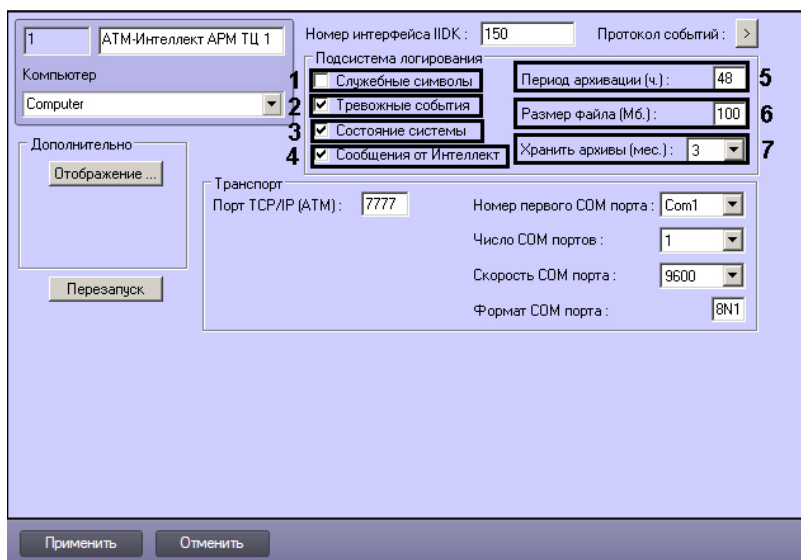 1 АТМ-Интеллект АРМ ТЦ 1
Компьютер
Computer
Номер интерфейса IIDK : 150 Протокол событий : >
Подсистема логирования
1 Служебные символы
2 Тревожные события
3 Состояние системы
4 Сообщения от Интеллект
Период архивации (ч.) : 48 5
Размер файла (Мб.) : 100 6
Хранить архивы (мес.) : 3 7
Дополнительно
Отображение ...
Перезапуск
Транспорт
Порт TCP/IP (ATM) : 7777
Номер первого COM порта : Com1
Число COM портов : 1
Скорость COM порта : 9600
Формат COM порта : 8N1
Применить Отменить